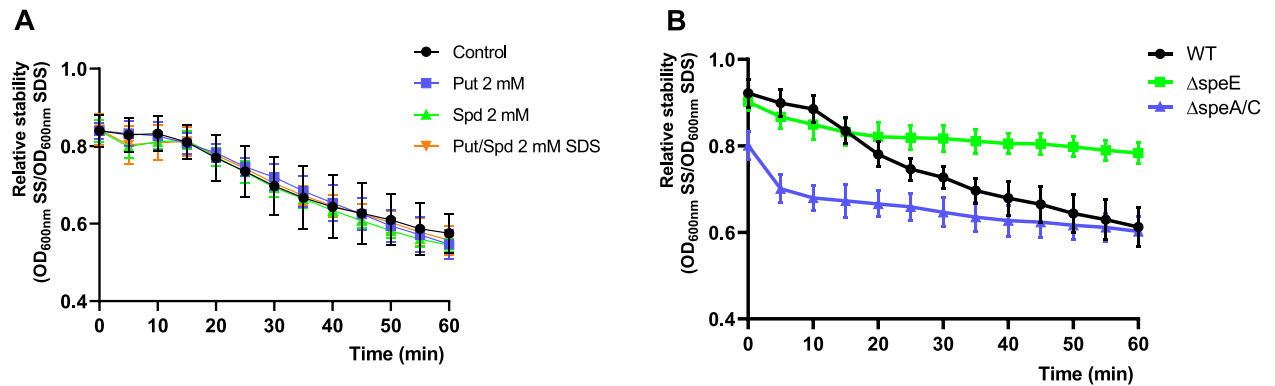 A
Relative stability
(OD600nm SS/OD600nm SDS)
1.0
0.8
0.6
0.4
0
10
20
30
40
50
60
Time (min)
Control
Put 2 mM
Spd 2 mM
Put/Spd 2 mM SDS
B
Relative stability
(OD600nm SS/OD600nm SDS)
1.0
0.8
0.6
0.4
0
10
20
30
40
50
60
Time (min)
WT
ΔspeE
ΔspeA/C